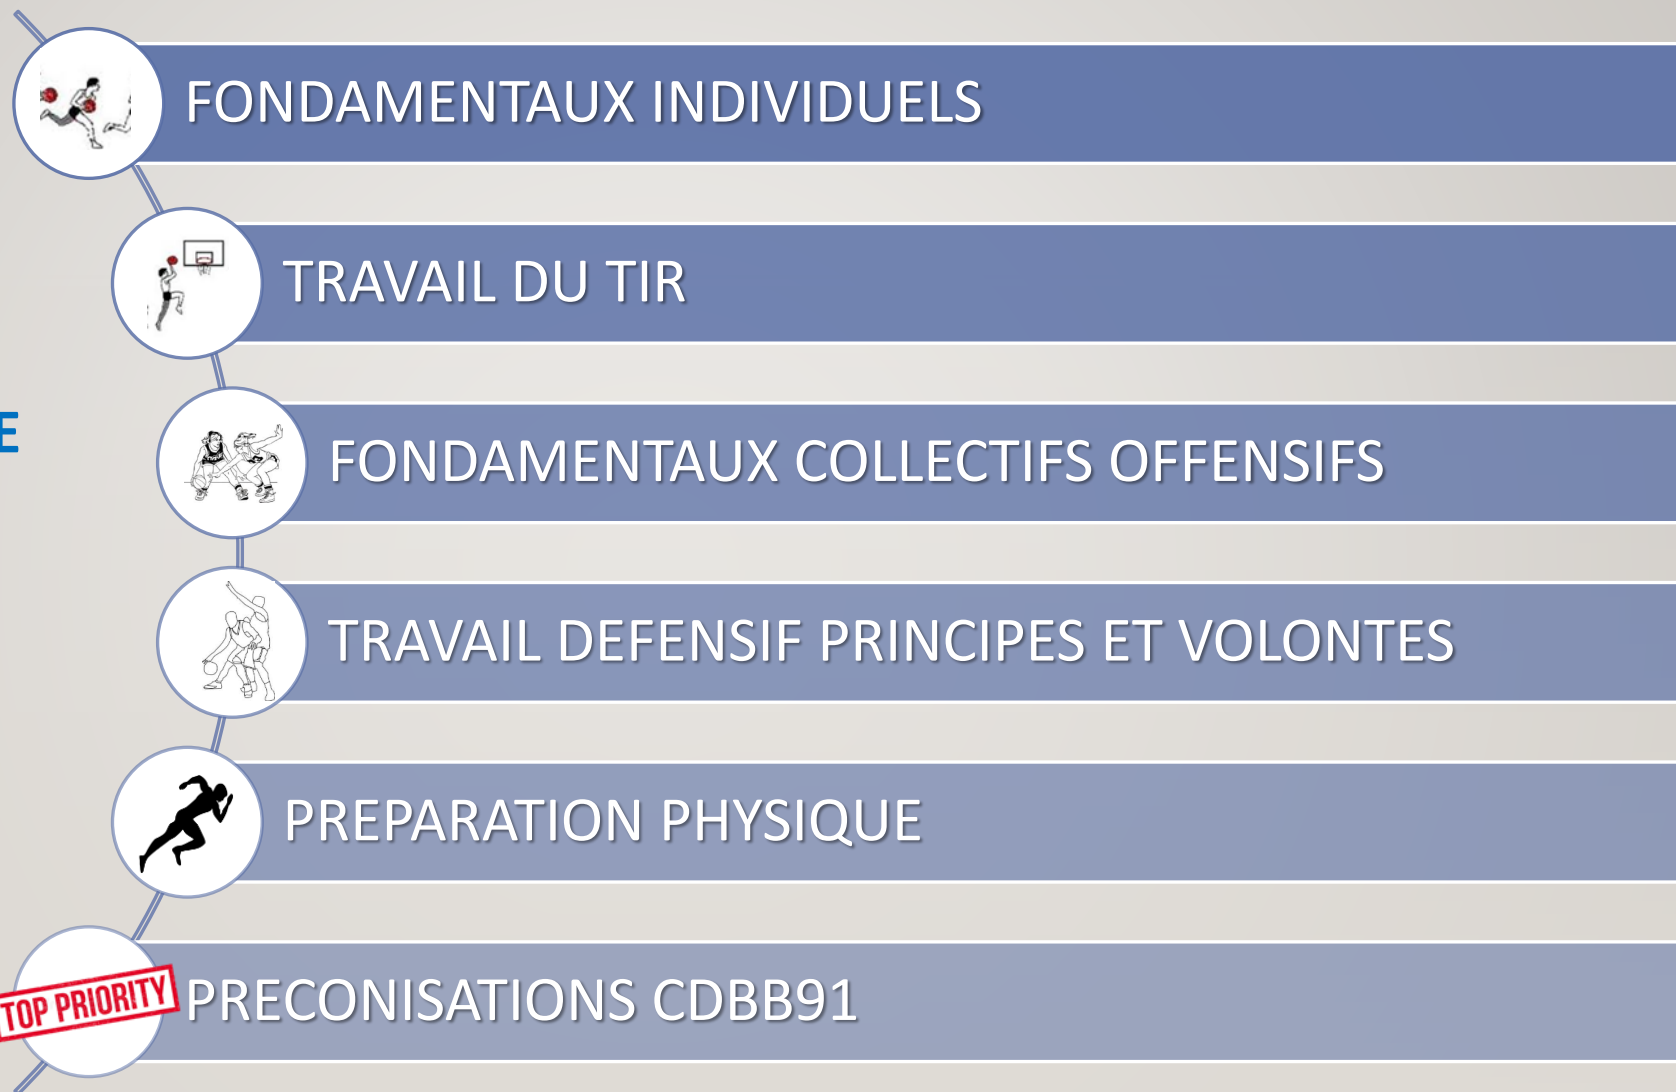 FONDAMENTAUX INDIVIDUELS
TRAVAIL DU TIR
E
FONDAMENTAUX COLLECTIFS OFFENSIFS
TRAVAIL DEFENSIF PRINCIPES ET VOLONTES
PREPARATION PHYSIQUE
TOP PRIORITY
PRECONISATIONS CDBB91